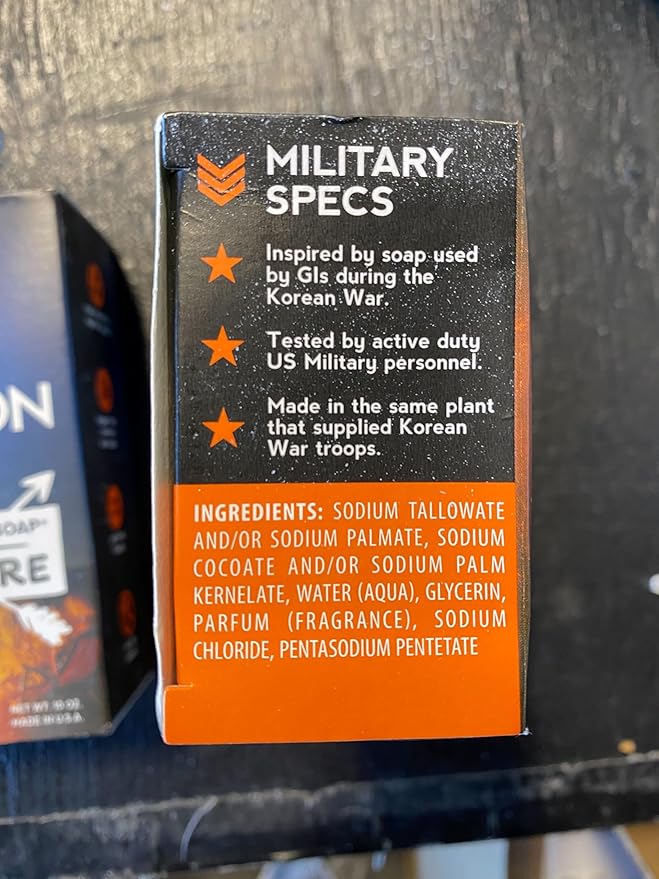 MILITARY
SPECS
Inspired by soap used
by GIs during the
Korean War.
Tested by active duty
US Military personnel.
Made in the same plant
that supplied Korean
War troops.
INGREDIENTS: SODIUM TALLOWATE
AND/OR SODIUM PALMATE, SODIUM
COCOATE AND/OR SODIUM PALM
KERNELATE, WATER (AQUA), GLYCERIN,
PARFUM (FRAGRANCE), SODIUM
CHLORIDE, PENTASODIUM PENTETATE
ON
SOAP
RE
NET WT. 10 OZ.
MADE IN U.S.A.